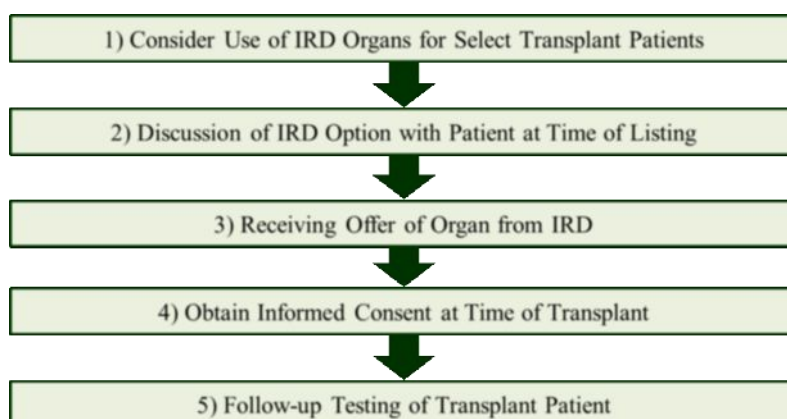 1) Consider Use of IRD Organs for Select Transplant Patients
2) Discussion of IRD Option with Patient at Time of Listing
3) Receiving Offer of Organ from IRD
4) Obtain Informed Consent at Time of Transplant
5) Follow-up Testing of Transplant Patient